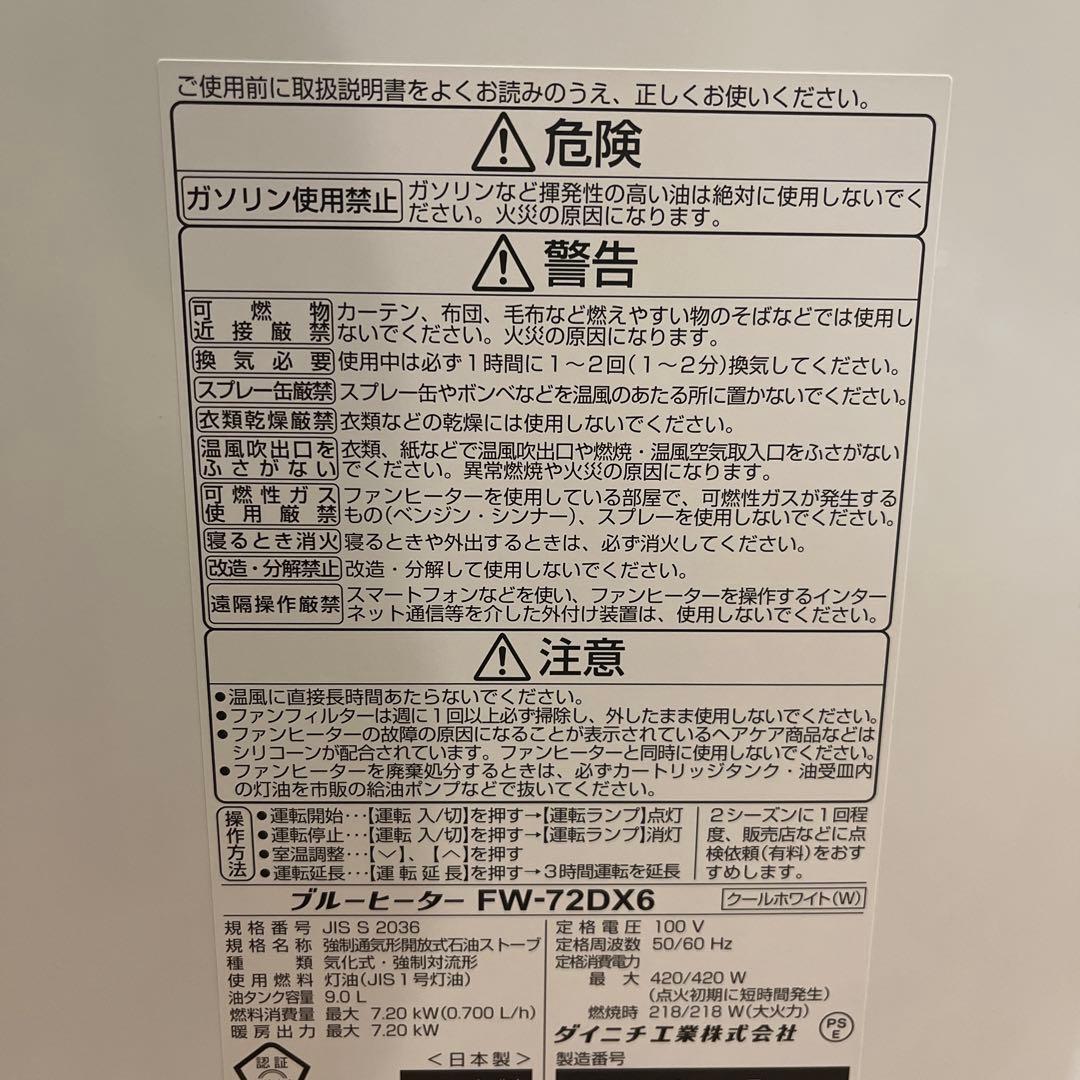 ご使用前に取扱説明書をよくお読みのうえ、正しくお使いください。
危険
ガソリン使用禁止
ガソリンなど揮発性の高い油は絶対に使用しないでく
ださい。火災の原因になります。
警告
可燃物
近接厳禁
カーテン、布団、毛布など燃えやすい物のそばなどでは使用し
ないでください。火災の原因になります。
換気必要
使用中は必ず1時間に1〜2回(1〜2分)換気してください。
スプレー缶厳禁
スプレー缶やボンベなどを温風のあたる所に置かないでください。
衣類乾燥厳禁
衣類などの乾燥には使用しないでください。
温風吹出口を
ふさがない
衣類、紙などで温風吹出口や燃焼・温風空気取入口をふさがない
でください。異常燃焼や火災の原因になります。
可燃性ガス
使用厳禁
ファンヒーターを使用している部屋で、可燃性ガスが発生する
もの(ベンジン・シンナー)、スプレーを使用しないでください。
寝るとき消火
寝るときや外出するときは、必ず消火してください。
改造・分解禁止
改造・分解して使用しないでください。
遠隔操作厳禁
スマートフォンなどを使い、ファンヒーターを操作するインター
ネット通信等を介した外付け装置は、使用しないでください。
注意
●温風に直接長時間あたらないでください。
●ファンフィルターは週に1回以上必ず掃除し、外したまま使用しないでください。
●ファンヒーターの故障の原因になることが表示されているヘアケア商品などは
シリコーンが配合されています。ファンヒーターと同時に使用しないでください。
●ファンヒーターを廃棄処分するときは、必ずカートリッジタンク・油受皿内
の灯油を市販の給油ポンプなどで抜いてください。
操作方法
●運転開始･･･【運転 入/切】を押す→【運転ランプ】点灯
●運転停止･･･【運転 入/切】を押す→【運転ランプ】消灯
●室温調整･･･【﹀】、【︿】を押す
●運転延長･･･【運転延長】を押す→3時間運転を延長
2シーズンに1回程
度、販売店などに点
検依頼(有料)をおす
すめします。
ブルーヒーター FW-72DX6
クールホワイト(W)
規格番号 JIS S 2036
規格名称 強制通気形開放式石油ストーブ
種類 気化式・強制対流形
使用燃料 灯油(JIS1号灯油)
油タンク容量 9.0 L
燃料消費量 最大 7.20 kW(0.700 L/h)
暖房出力 最大 7.20 kW
認証
<日本製>
定格電圧 100 V
定格周波数 50/60 Hz
定格消費電力
最大 420/420 W
(点火初期に短時間発生)
燃焼時 218/218 W(大火力)
ダイニチ工業株式会社
PS
E
製造番号